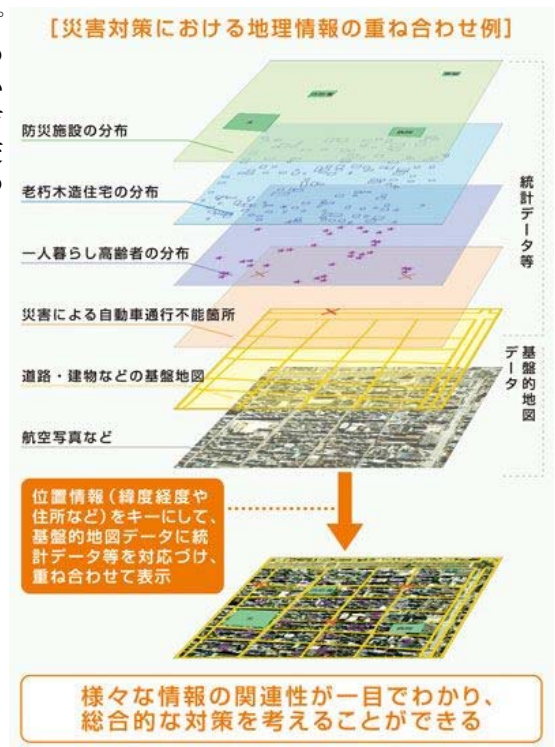 ［災害対策における地理情報の重ね合わせ例］
防災施設の分布
老朽木造住宅の分布
一人暮らし高齢者の分布
災害による自動車通行不能箇所
道路・建物などの基盤地図
航空写真など
統計データ等
基盤的地図
データ
位置情報（緯度経度や
住所など）をキーにして、
基盤的地図データに統
計データ等を対応づけ、
重ね合わせて表示
様々な情報の関連性が一目でわかり、
総合的な対策を考えることができる